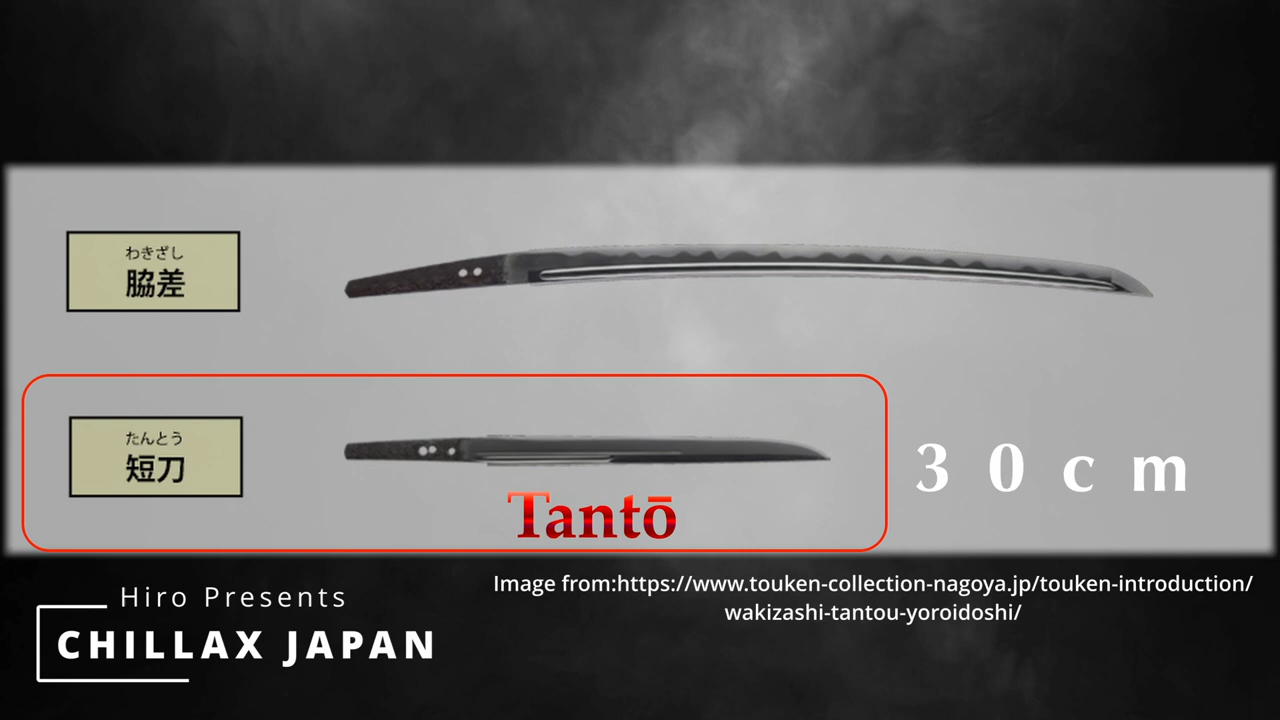 わきざし
脇差
たんとう
短刀
Tantō
30cm
Image from:https://www.touken-collection-nagoya.jp/touken-introduction/
wakizashi-tantou-yoroidoshi/
Hiro Presents
CHILLAX JAPAN